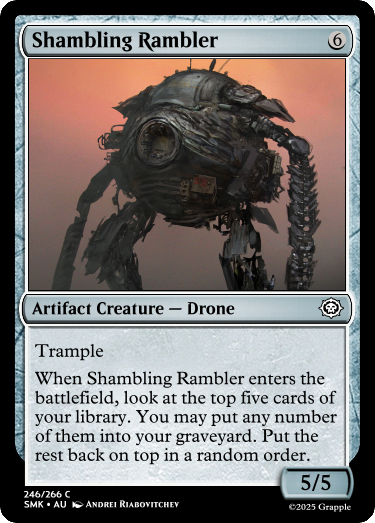 Shambling Rambler 6
Artifact Creature — Drone
Trample
When Shambling Rambler enters the
battlefield, look at the top five cards of
your library. You may put any number
of them into your graveyard. Put the
rest back on top in a random order.
5/5
246/266 C
SMK • AU Andrei Riabovitchev
©2025 Grapple